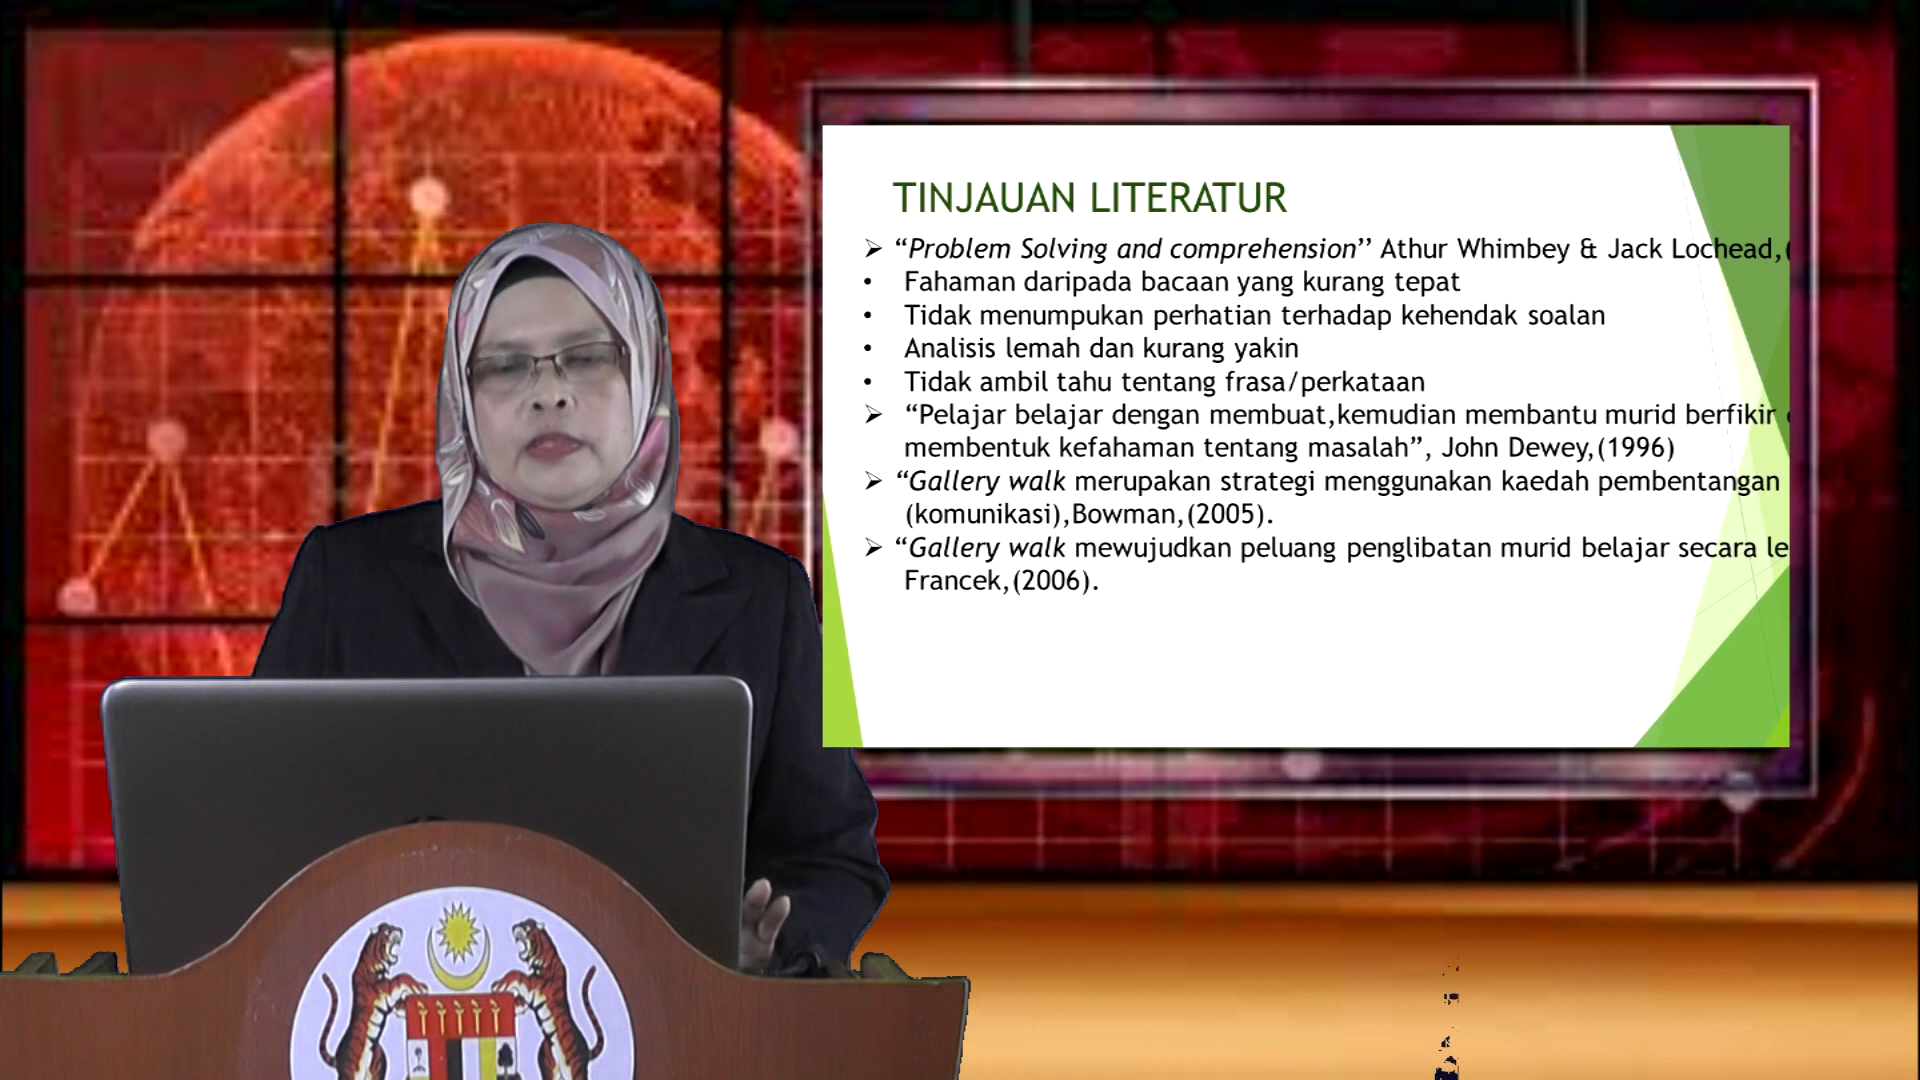 TINJAUAN LITERATUR
➢ “Problem Solving and comprehension’’ Athur Whimbey & Jack Lochead,(
• Fahaman daripada bacaan yang kurang tepat
• Tidak menumpukan perhatian terhadap kehendak soalan
• Analisis lemah dan kurang yakin
• Tidak ambil tahu tentang frasa/perkataan
➢ “Pelajar belajar dengan membuat,kemudian membantu murid berfikir
membentuk kefahaman tentang masalah”, John Dewey,(1996)
➢ “Gallery walk merupakan strategi menggunakan kaedah pembentangan
(komunikasi),Bowman,(2005).
➢ “Gallery walk mewujudkan peluang penglibatan murid belajar secara
Francek,(2006).